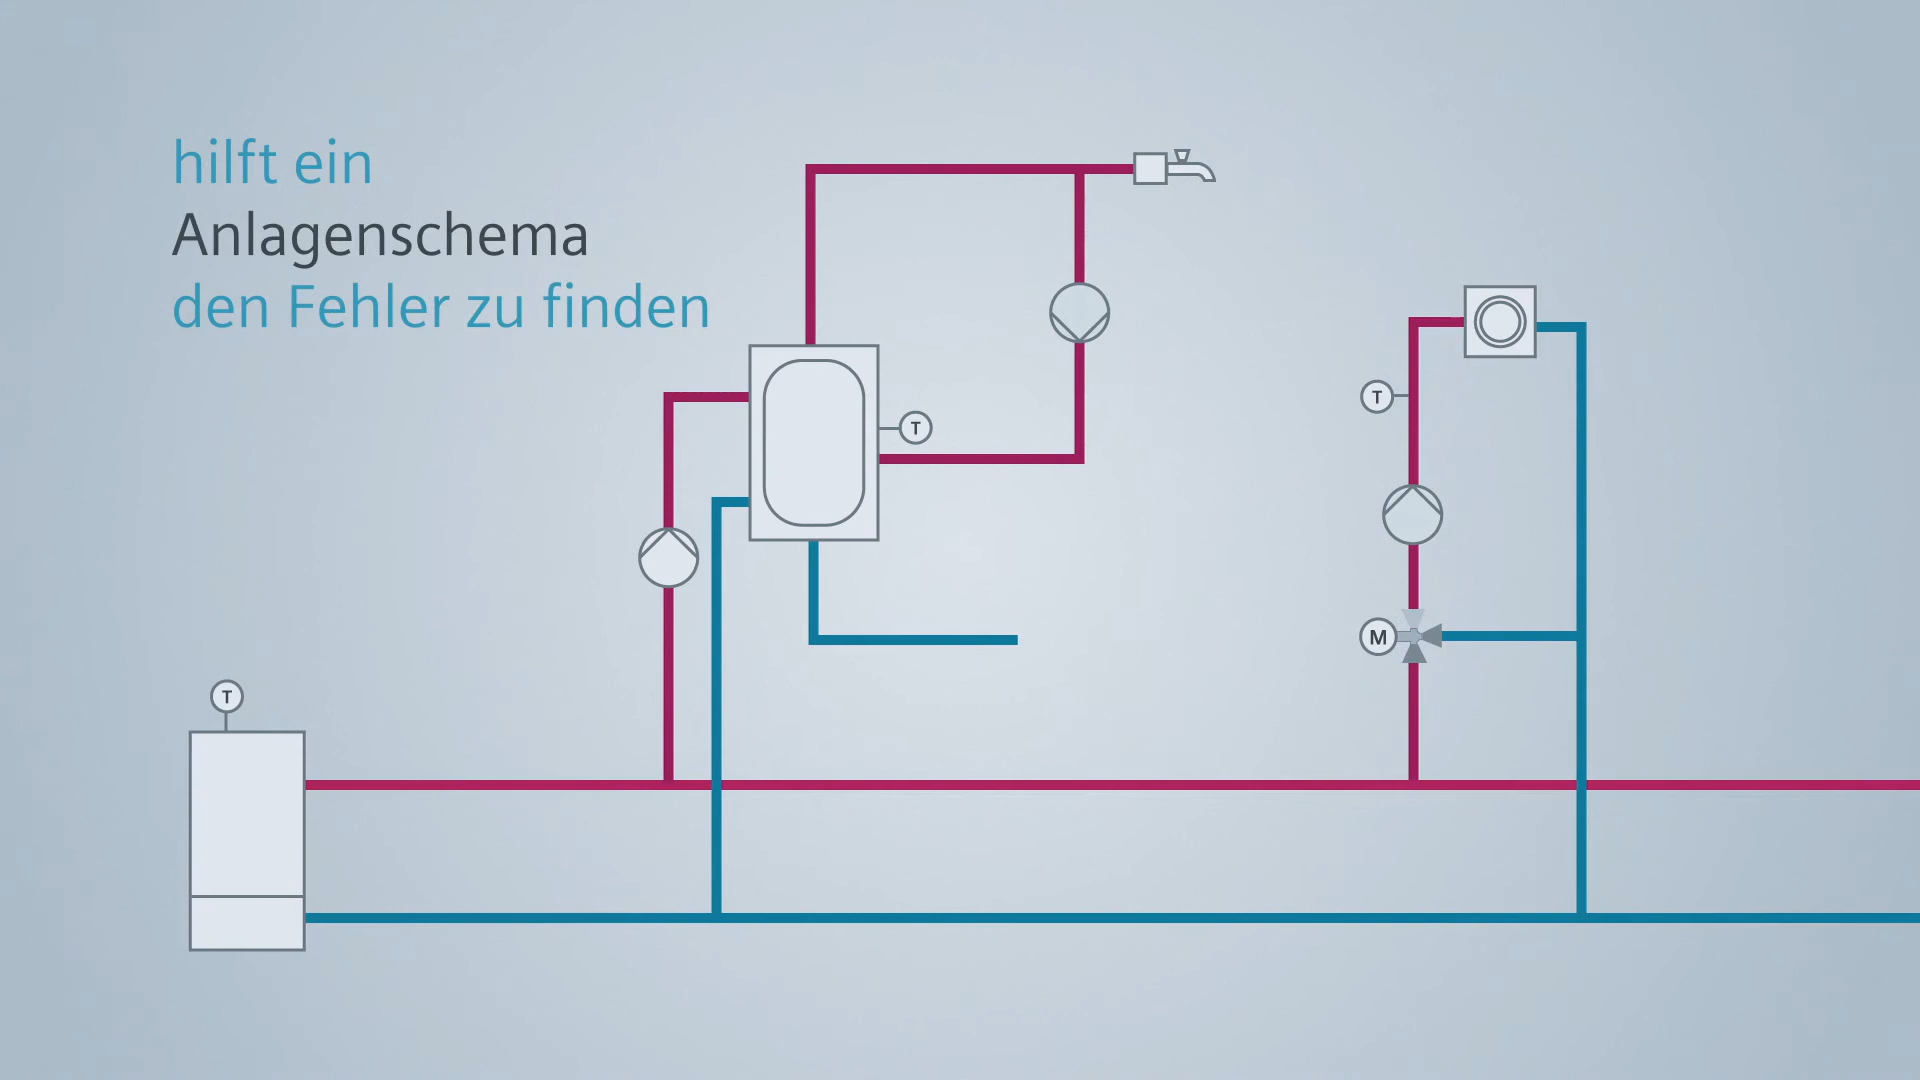 hilft ein
Anlagenschema
den Fehler zu finden
T
T
T
M